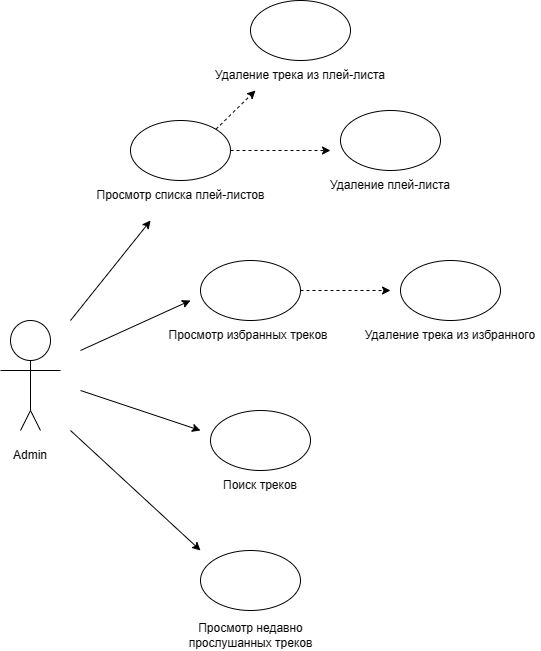 Удаление трека из плей-листа
Удаление плей-листа
Просмотр списка плей-листов
Просмотр избранных треков
Удаление трека из избранного
Admin
Поиск треков
Просмотр недавно
прослушанных треков